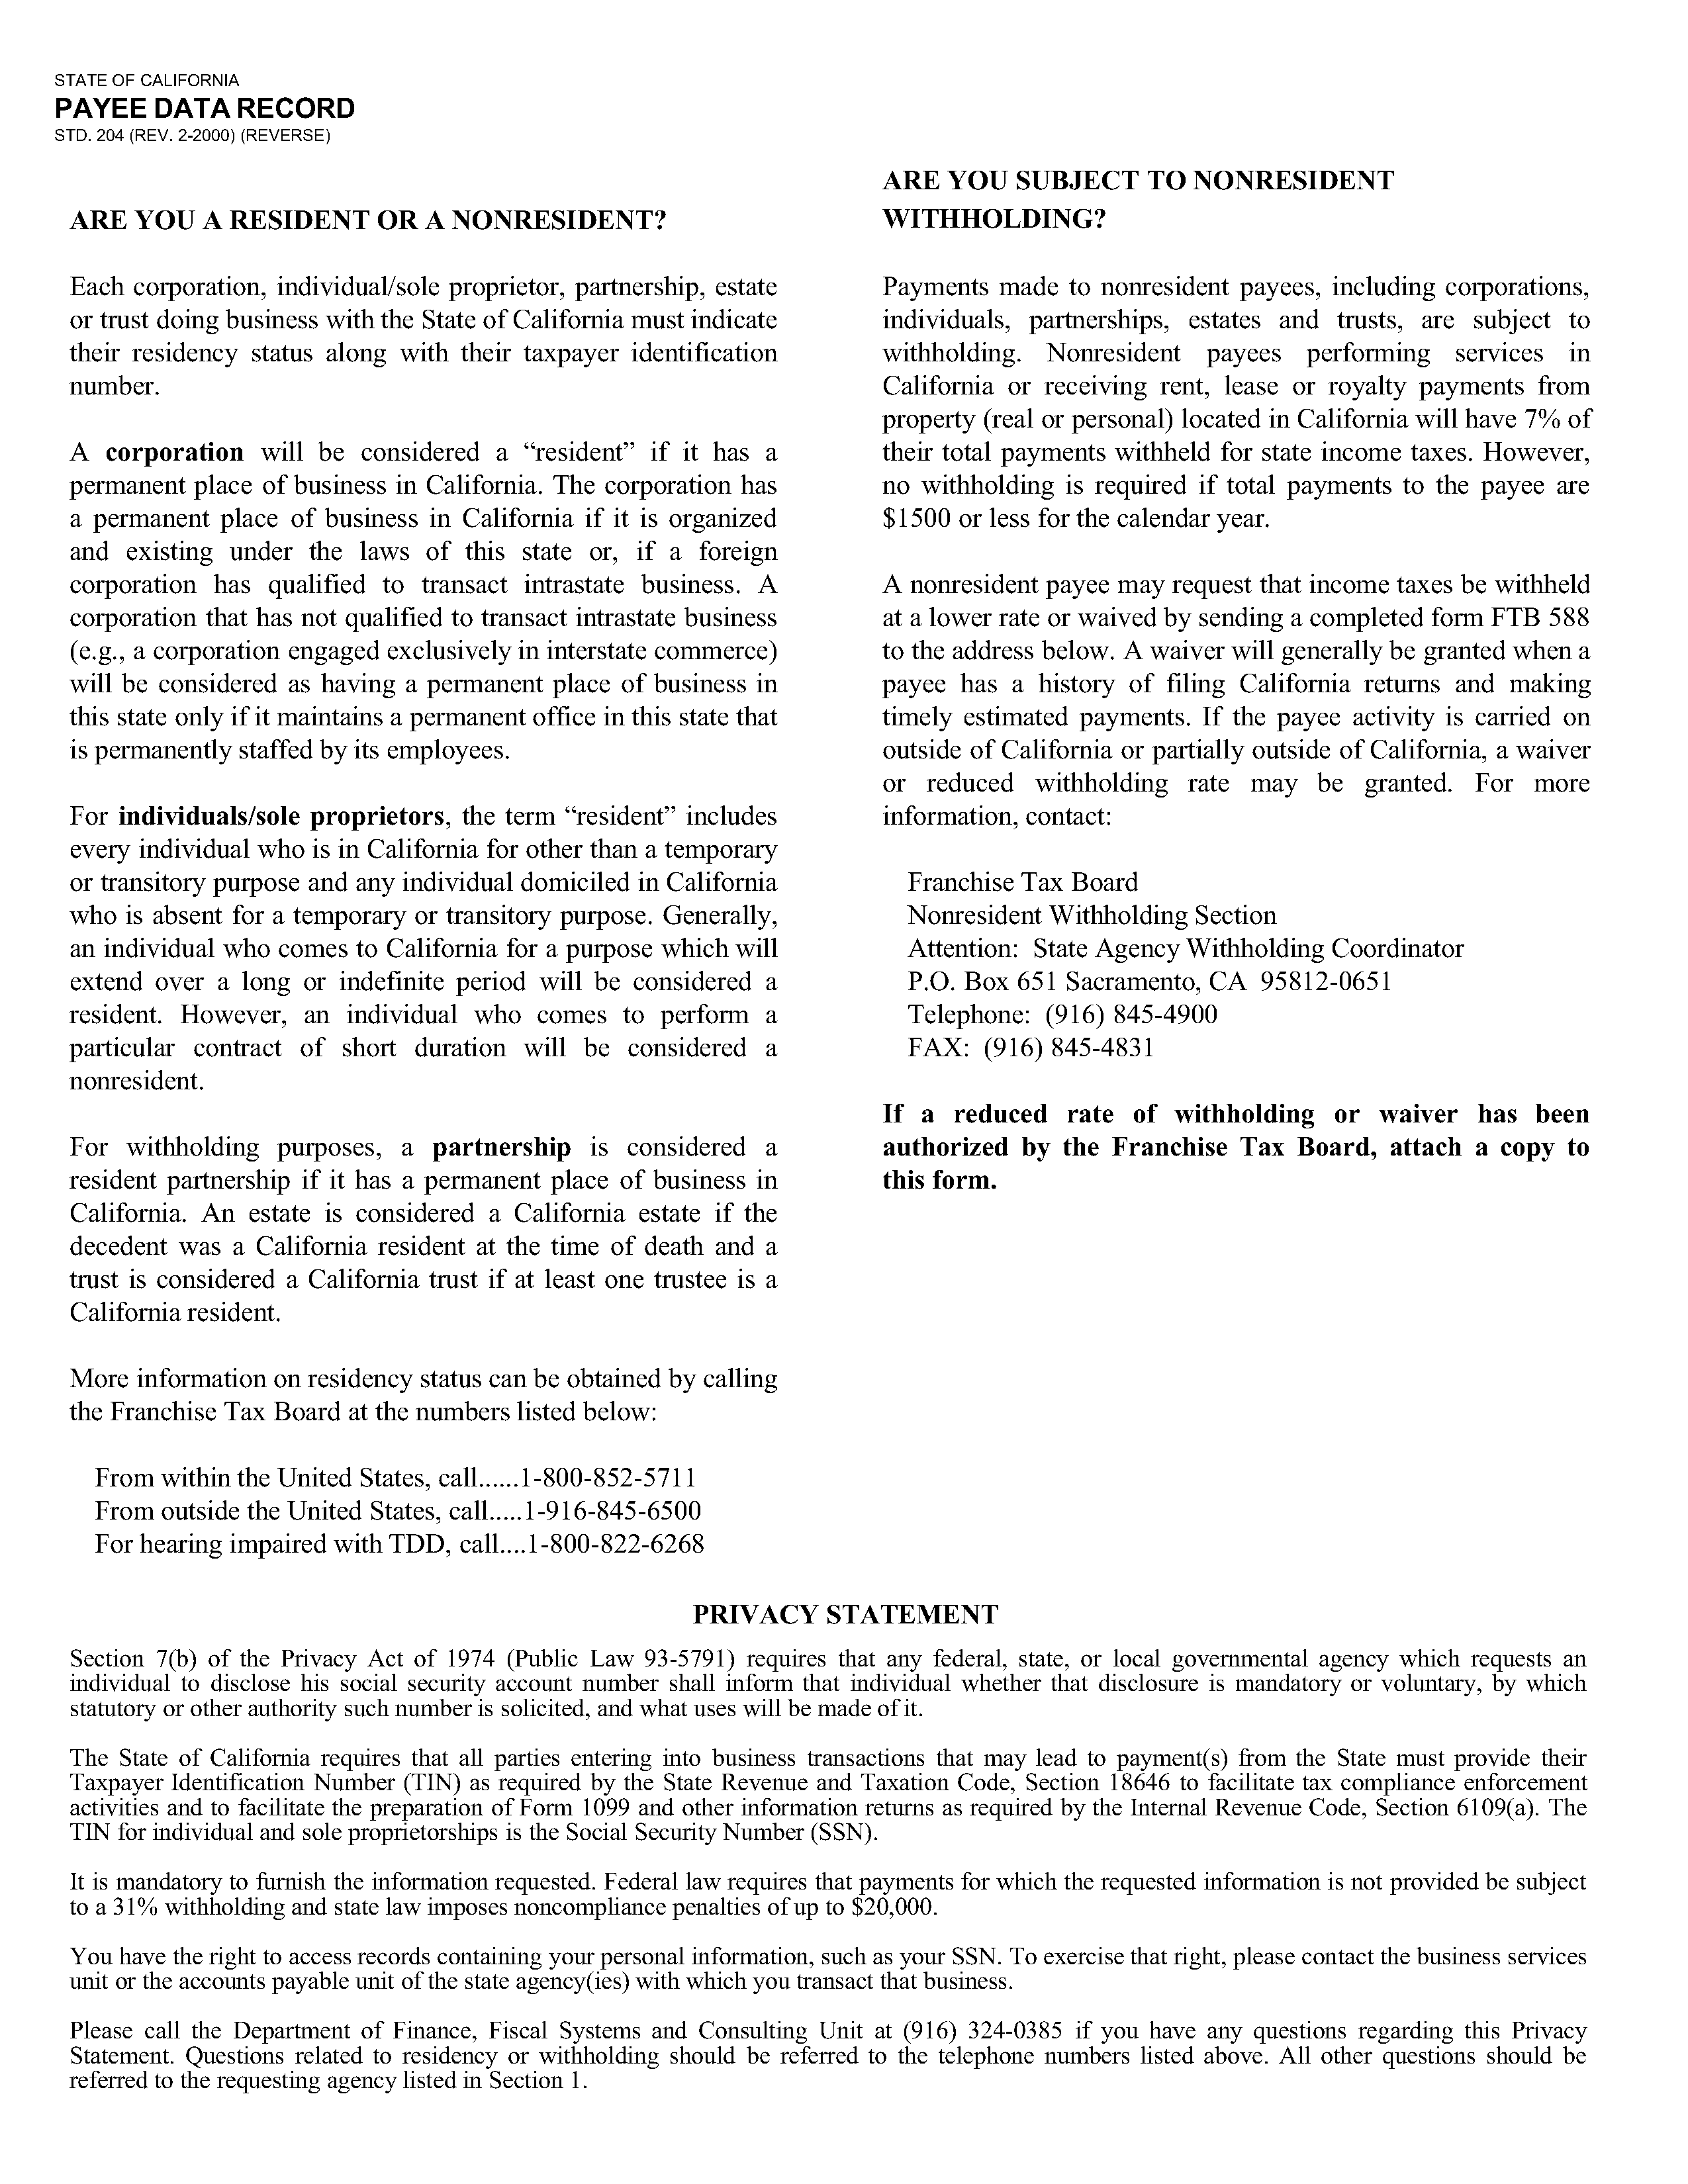 STATE OF CALIFORNIA
PAYEE DATA RECORD
STD. 204 (REV. 2-2000) (REVERSE)
ARE YOU A RESIDENT OR A NONRESIDENT?
Each corporation, individual/sole proprietor, partnership, estate
or trust doing business with the State of California must indicate
their residency status along with their taxpayer identification
number.
A corporation will be considered a “resident” if it has a
permanent place of business in California. The corporation has
a permanent place of business in California if it is organized
and existing under the laws of this state or, if a foreign
corporation has qualified to transact intrastate business. A
corporation that has not qualified to transact intrastate business
(e.g., a corporation engaged exclusively in interstate commerce)
will be considered as having a permanent place of business in
this state only if it maintains a permanent office in this state that
is permanently staffed by its employees.
For individuals/sole proprietors, the term “resident” includes
every individual who is in California for other than a temporary
or transitory purpose and any individual domiciled in California
who is absent for a temporary or transitory purpose. Generally,
an individual who comes to California for a purpose which will
extend over a long or indefinite period will be considered a
resident. However, an individual who comes to perform a
particular contract of short duration will be considered a
nonresident.
For withholding purposes, a partnership is considered a
resident partnership if it has a permanent place of business in
California. An estate is considered a California estate if the
decedent was a California resident at the time of death and a
trust is considered a California trust if at least one trustee is a
California resident.
More information on residency status can be obtained by calling
the Franchise Tax Board at the numbers listed below:
From within the United States, call......1-800-852-5711
From outside the United States, call.....1-916-845-6500
For hearing impaired with TDD, call....1-800-822-6268
ARE YOU SUBJECT TO NONRESIDENT
WITHHOLDING?
Payments made to nonresident payees, including corporations,
individuals, partnerships, estates and trusts, are subject to
withholding. Nonresident payees performing services in
California or receiving rent, lease or royalty payments from
property (real or personal) located in California will have 7% of
their total payments withheld for state income taxes. However,
no withholding is required if total payments to the payee are
$1500 or less for the calendar year.
A nonresident payee may request that income taxes be withheld
at a lower rate or waived by sending a completed form FTB 588
to the address below. A waiver will generally be granted when a
payee has a history of filing California returns and making
timely estimated payments. If the payee activity is carried on
outside of California or partially outside of California, a waiver
or reduced withholding rate may be granted. For more
information, contact:
Franchise Tax Board
Nonresident Withholding Section
Attention: State Agency Withholding Coordinator
P.O. Box 651 Sacramento, CA 95812-0651
Telephone: (916) 845-4900
FAX: (916) 845-4831
If a reduced rate of withholding or waiver has been
authorized by the Franchise Tax Board, attach a copy to
this form.
PRIVACY STATEMENT
Section 7(b) of the Privacy Act of 1974 (Public Law 93-5791) requires that any federal, state, or local governmental agency which requests an
individual to disclose his social security account number shall inform that individual whether that disclosure is mandatory or voluntary, by which
statutory or other authority such number is solicited, and what uses will be made of it.
The State of California requires that all parties entering into business transactions that may lead to payment(s) from the State must provide their
Taxpayer Identification Number (TIN) as required by the State Revenue and Taxation Code, Section 18646 to facilitate tax compliance enforcement
activities and to facilitate the preparation of Form 1099 and other information returns as required by the Internal Revenue Code, Section 6109(a). The
TIN for individual and sole proprietorships is the Social Security Number (SSN).
It is mandatory to furnish the information requested. Federal law requires that payments for which the requested information is not provided be subject
to a 31% withholding and state law imposes noncompliance penalties of up to $20,000.
You have the right to access records containing your personal information, such as your SSN. To exercise that right, please contact the business services
unit or the accounts payable unit of the state agency(ies) with which you transact that business.
Please call the Department of Finance, Fiscal Systems and Consulting Unit at (916) 324-0385 if you have any questions regarding this Privacy
Statement. Questions related to residency or withholding should be referred to the telephone numbers listed above. All other questions should be
referred to the requesting agency listed in Section 1.